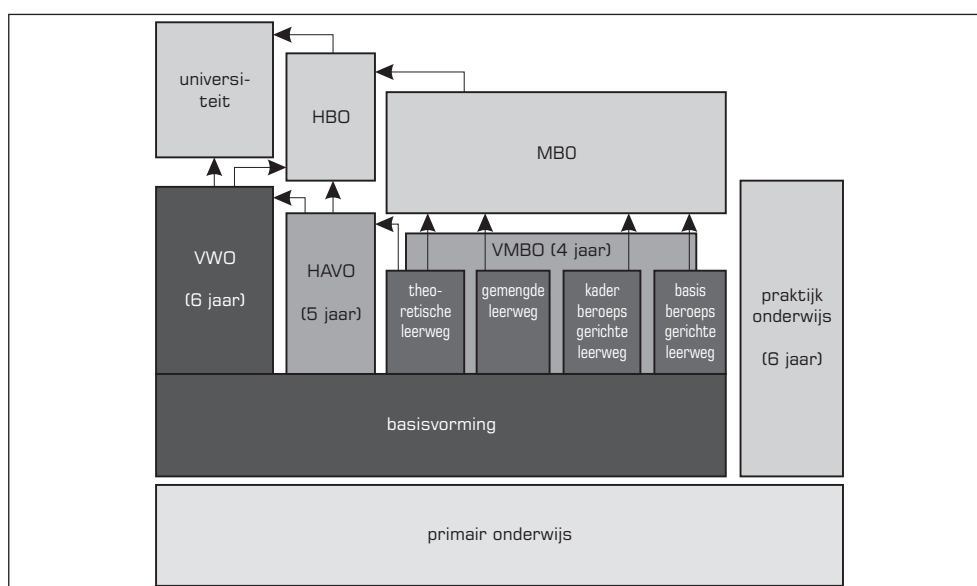 universi-
teit
HBO
MBO
VWO
(6 jaar)
HAVO
(5 jaar)
VMBO (4 jaar)
theo-
retische
leerweg
gemengde
leerweg
kader
beroeps
gerichte
leerweg
basis
beroeps
gerichte
leerweg
praktijk
onderwijs
(6 jaar)
basisvorming
primair onderwijs